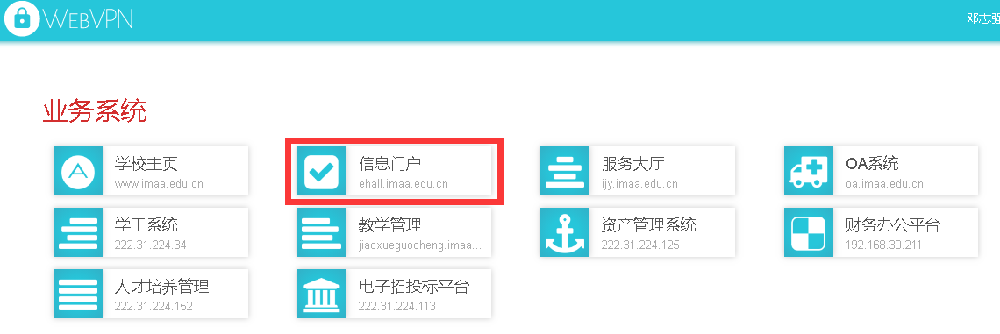 WEBVPN
邓志强
业务系统
学校主页
www.imaa.edu.cn
信息门户
ehall.imaa.edu.cn
服务大厅
ijy.imaa.edu.cn
OA系统
oa.imaa.edu.cn
学工系统
222.31.224.34
教学管理
jiaoxueguocheng.imaa...
资产管理系统
222.31.224.125
财务办公平台
192.168.30.211
人才培养管理
222.31.224.152
电子招投标平台
222.31.224.113